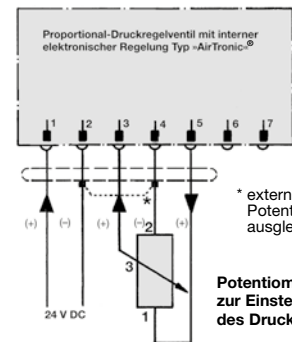 Proportional-Druckregelventil mit interner
elektronischer Regelung Typ »AirTronic«®
1 2 3 4 5 6 7
* extern
Potent
ausgle
*
(+) (−) (+) (−) (+)
2
3
Potentiom
zur Einste
des Druck
1
24 V DC